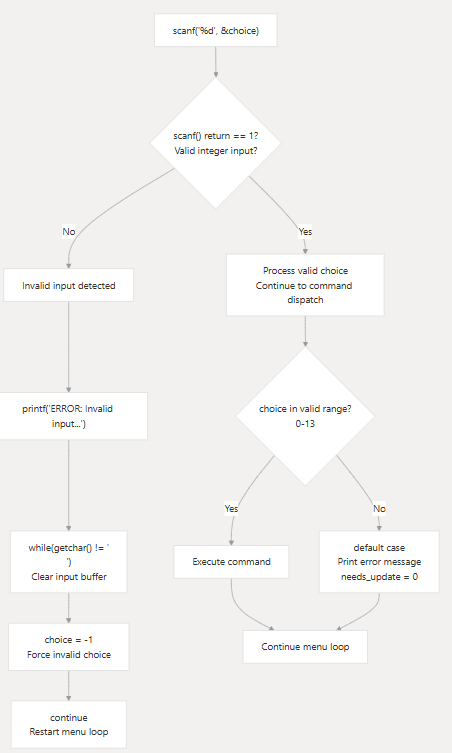 scanf('%d', &choice)
scanf() return == 1?
Valid integer input?
No
Yes
Invalid input detected
Process valid choice
Continue to command
dispatch
printf('ERROR: Invalid
input...')
choice in valid range?
0-13
Yes
No
while(getchar() != '
')
Clear input buffer
Execute command
default case
Print error message
needs_update = 0
choice = -1
Force invalid choice
Continue menu loop
continue
Restart menu loop